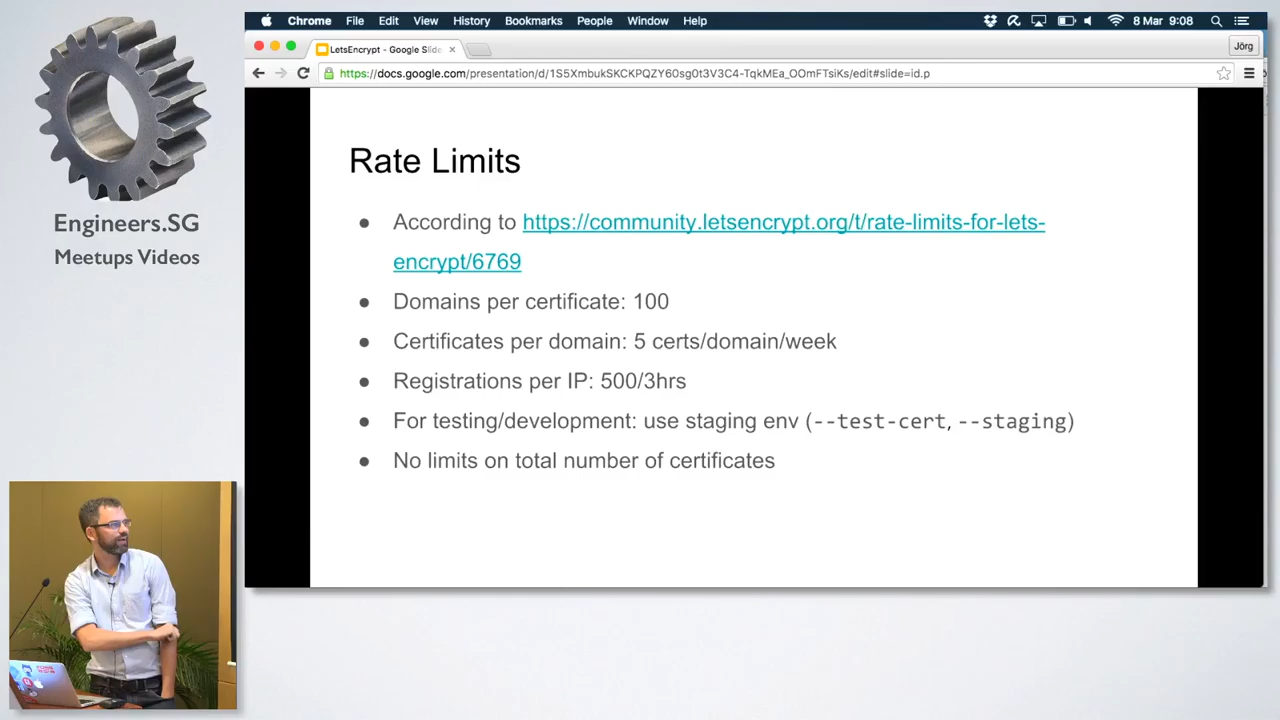 Chrome File Edit View History Bookmarks People Window Help 8 Mar 9:08
LetsEncrypt - Google Slide
Jörg
https://docs.google.com/presentation/d/1S5XmbukSKCKPQZY60sg0t3V3C4-TqkMEa_OOmFTsiKs/edit#slide=id.p
Engineers.SG
Meetups Videos
Rate Limits
● According to https://community.letsencrypt.org/t/rate-limits-for-lets-
encrypt/6769
● Domains per certificate: 100
● Certificates per domain: 5 certs/domain/week
● Registrations per IP: 500/3hrs
● For testing/development: use staging env (--test-cert, --staging)
● No limits on total number of certificates